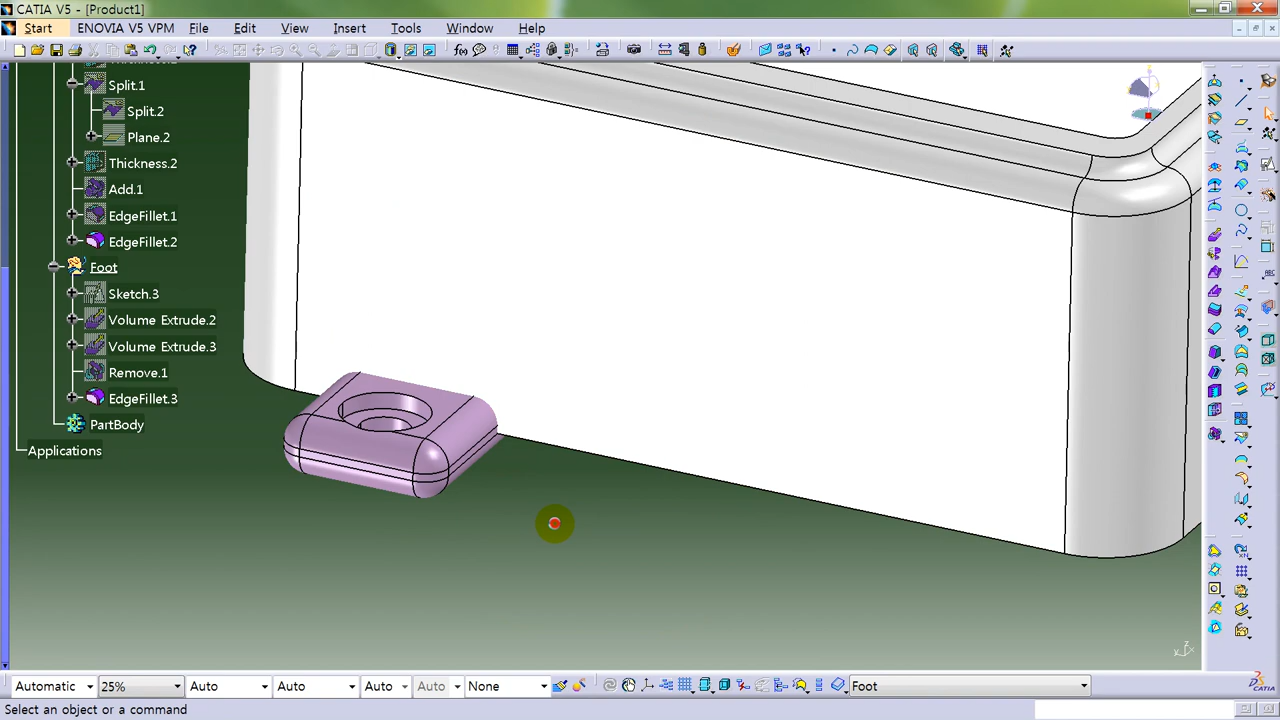 CATIA V5 - [Product1]
Start ENOVIA V5 VPM File Edit View Insert Tools Window Help
Split.1
Split.2
Plane.2
Thickness.2
Add.1
EdgeFillet.1
EdgeFillet.2
Foot
Sketch.3
Volume Extrude.2
Volume Extrude.3
Remove.1
EdgeFillet.3
PartBody
Applications
Automatic 25% Auto Auto Auto Auto None Foot
Select an object or a command
CATIA